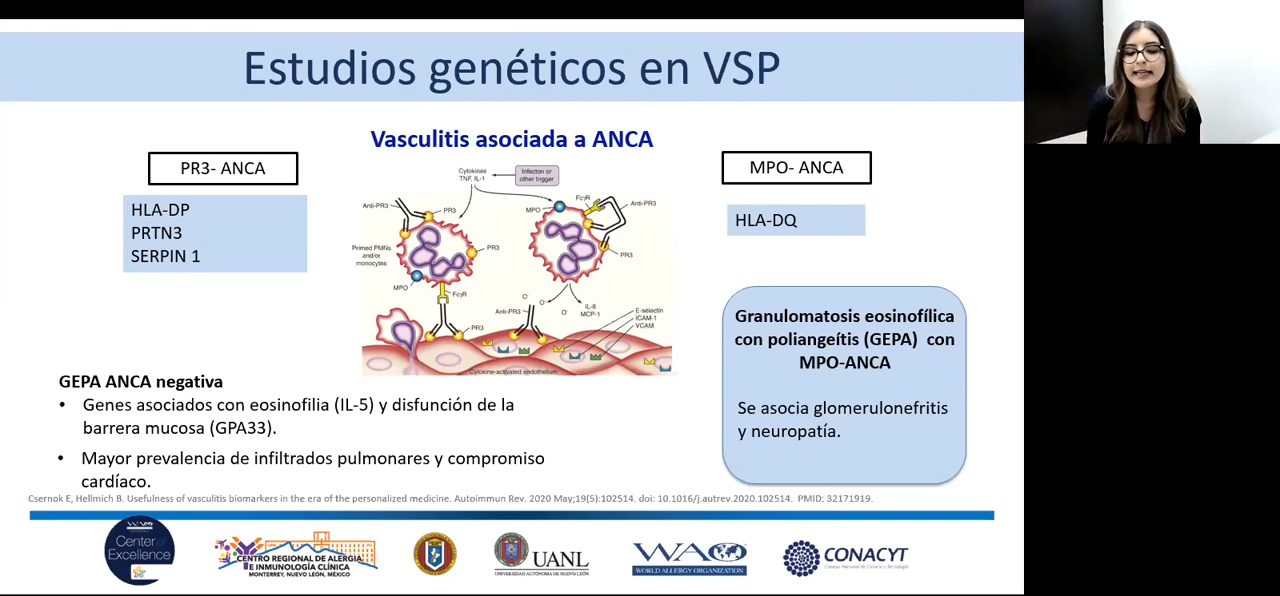 Estudios genéticos en VSP
Vasculitis asociada a ANCA
PR3- ANCA
HLA-DP
PRTN3
SERPIN 1
MPO- ANCA
HLA-DQ
Cytokines
TNF, IL-1
Infection or
other trigger
Anti-PR3
PR3
MPO
FcγR
Anti-PR3
Primed PMNs
and/or
monocytes
PR3
PR3
MPO
FcγR
O-
O-
O-
IL-8
MCP-1
Anti-PR3
PR3
E-selectin
ICAM-1
VCAM
Cytokine-activated endothelium
Granulomatosis eosinofílica
con poliangeítis (GEPA) con
MPO-ANCA
Se asocia glomerulonefritis
y neuropatía.
GEPA ANCA negativa
• Genes asociados con eosinofilia (IL-5) y disfunción de la
barrera mucosa (GPA33).
• Mayor prevalencia de infiltrados pulmonares y compromiso
cardíaco.
Csernok E, Hellmich B. Usefulness of vasculitis biomarkers in the era of the personalized medicine. Autoimmun Rev. 2020 May;19(5):102514. doi: 10.1016/j.autrev.2020.102514. PMID: 32171919.
WAO
Center of
Excellence
CENTRO REGIONAL DE ALERGIA
E INMUNOLOGÍA CLÍNICA
MONTERREY, NUEVO LEÓN, MÉXICO
UANL
UNIVERSIDAD AUTÓNOMA DE NUEVO LEÓN
WAO
WORLD ALLERGY ORGANIZATION
CONACYT
Consejo Nacional de Ciencia y Tecnología